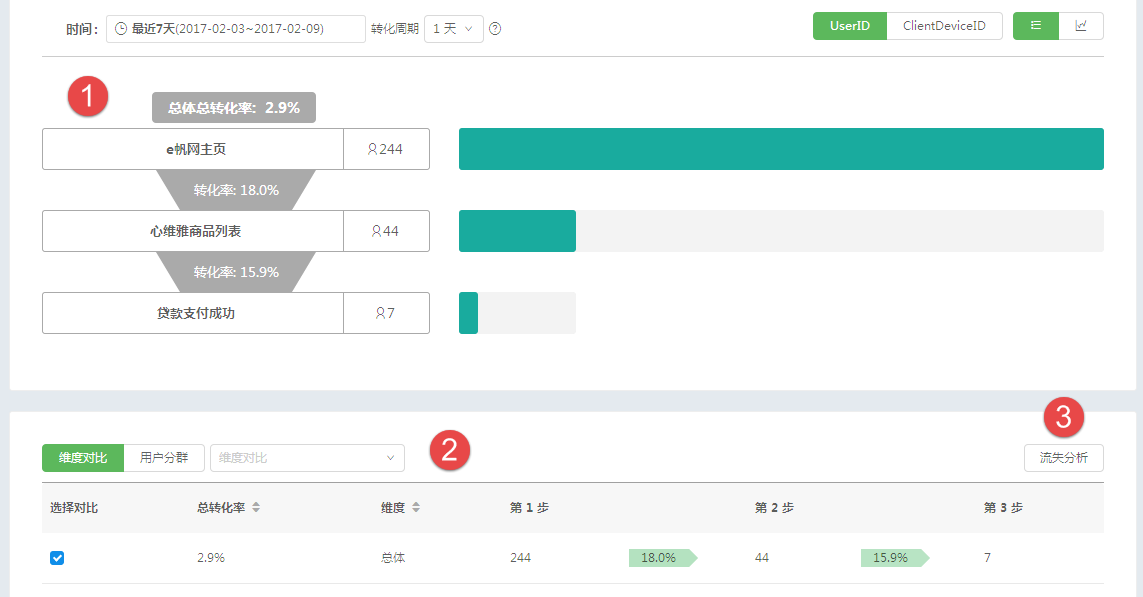 时间： 最近7天(2017-02-03~2017-02-09) 转化周期 1 天 ? UserID ClientDeviceID
1
总体总转化率: 2.9%
e帆网主页 244
转化率: 18.0%
心维雅商品列表 44
转化率: 15.9%
贷款支付成功 7
3
维度对比 用户分群 维度对比 2 流失分析
选择对比 总转化率 维度 第 1 步 第 2 步 第 3 步
2.9% 总体 244 18.0% 44 15.9% 7